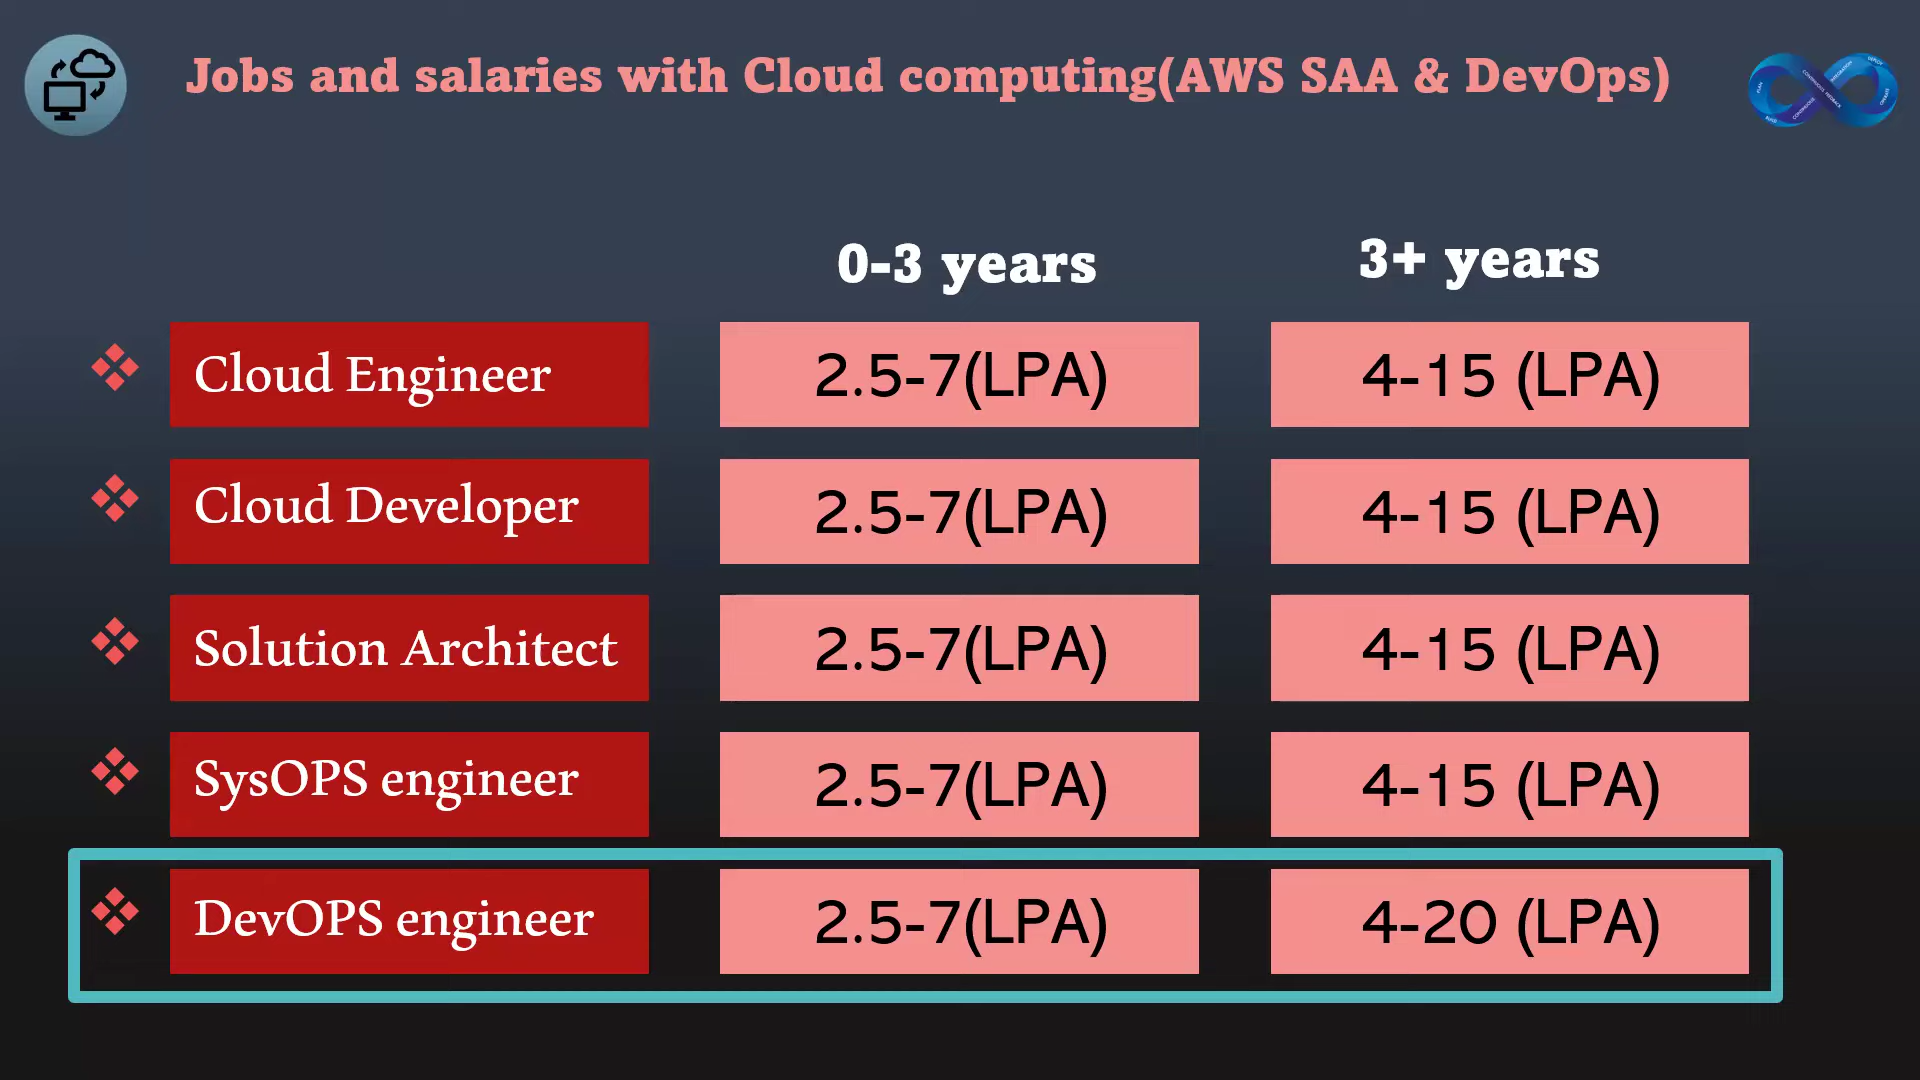 Jobs and salaries with Cloud computing(AWS SAA & DevOps)
0-3 years
3+ years
Cloud Engineer
2.5-7(LPA)
4-15 (LPA)
Cloud Developer
2.5-7(LPA)
4-15 (LPA)
Solution Architect
2.5-7(LPA)
4-15 (LPA)
SysOPS engineer
2.5-7(LPA)
4-15 (LPA)
DevOPS engineer
2.5-7(LPA)
4-20 (LPA)